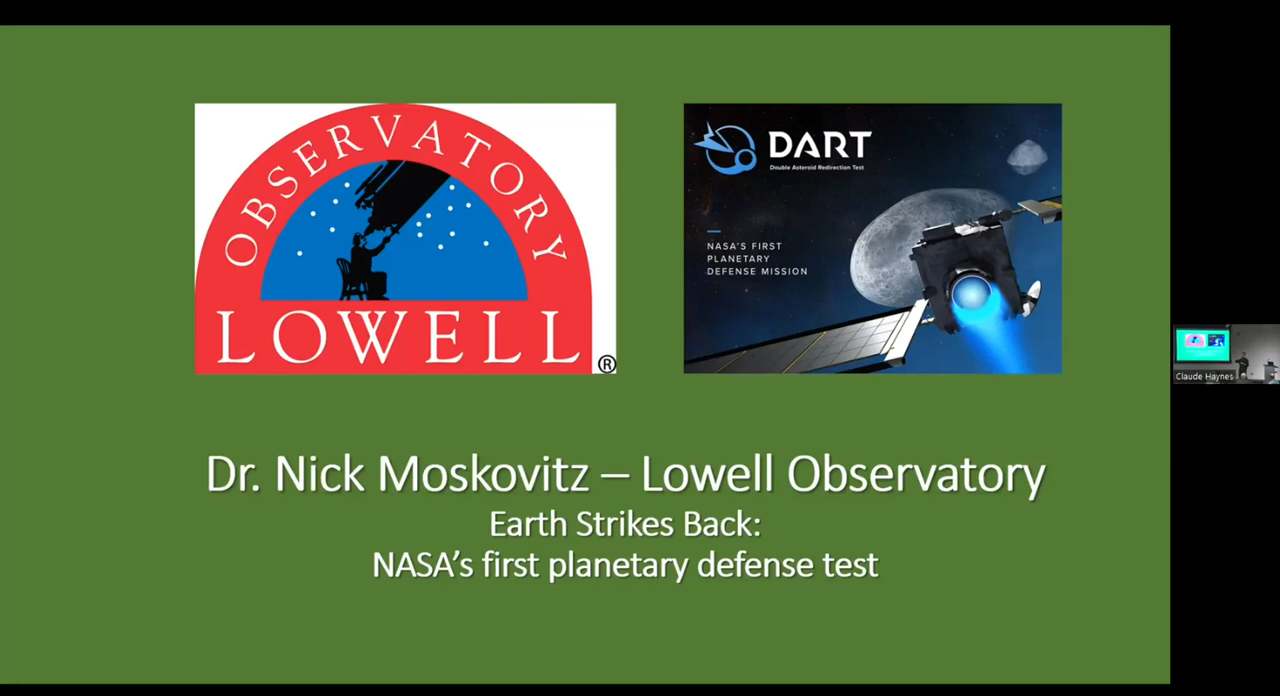 OBSERVATORY
LOWELL®
DART
Double Asteroid Redirection Test
NASA'S FIRST
PLANETARY
DEFENSE MISSION
Dr. Nick Moskovitz – Lowell Observatory
Earth Strikes Back:
NASA's first planetary defense test
Claude Haynes